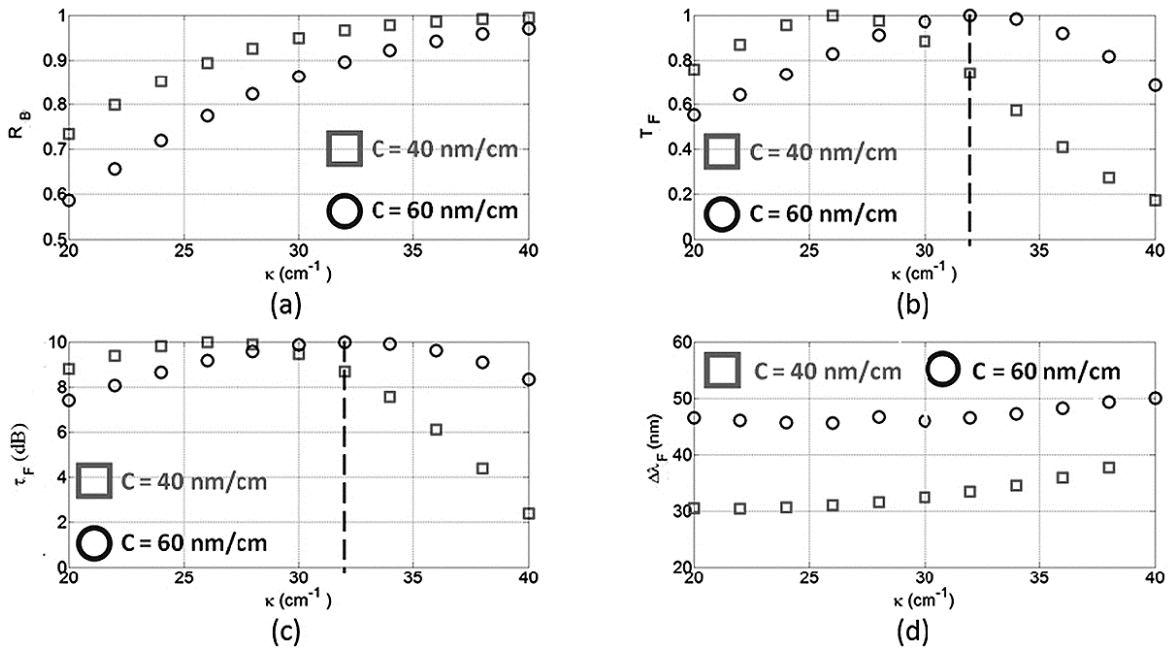 1
0.9
0.8
0.7
0.6
0.5
R_B
C = 40 nm/cm
C = 60 nm/cm
20 25 30 35 40
κ (cm⁻¹)
(a)
1
0.8
0.6
0.4
0.2
0
T_F
C = 40 nm/cm
C = 60 nm/cm
20 25 30 35 40
κ (cm⁻¹)
(b)
10
8
6
4
2
0
τ_F (dB)
C = 40 nm/cm
C = 60 nm/cm
20 25 30 35 40
κ (cm⁻¹)
(c)
60
50
40
30
20
Δλ_F (nm)
C = 40 nm/cm C = 60 nm/cm
20 25 30 35 40
κ (cm⁻¹)
(d)